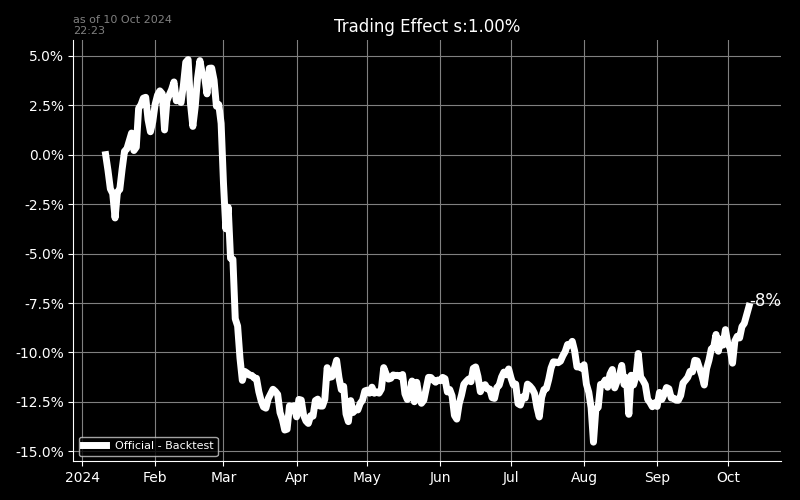 as of 10 Oct 2024
22:23
Trading Effect s:1.00%
5.0%
2.5%
0.0%
-2.5%
-5.0%
-7.5%
-10.0%
-12.5%
-15.0%
-8%
Official - Backtest
2024 Feb Mar Apr May Jun Jul Aug Sep Oct